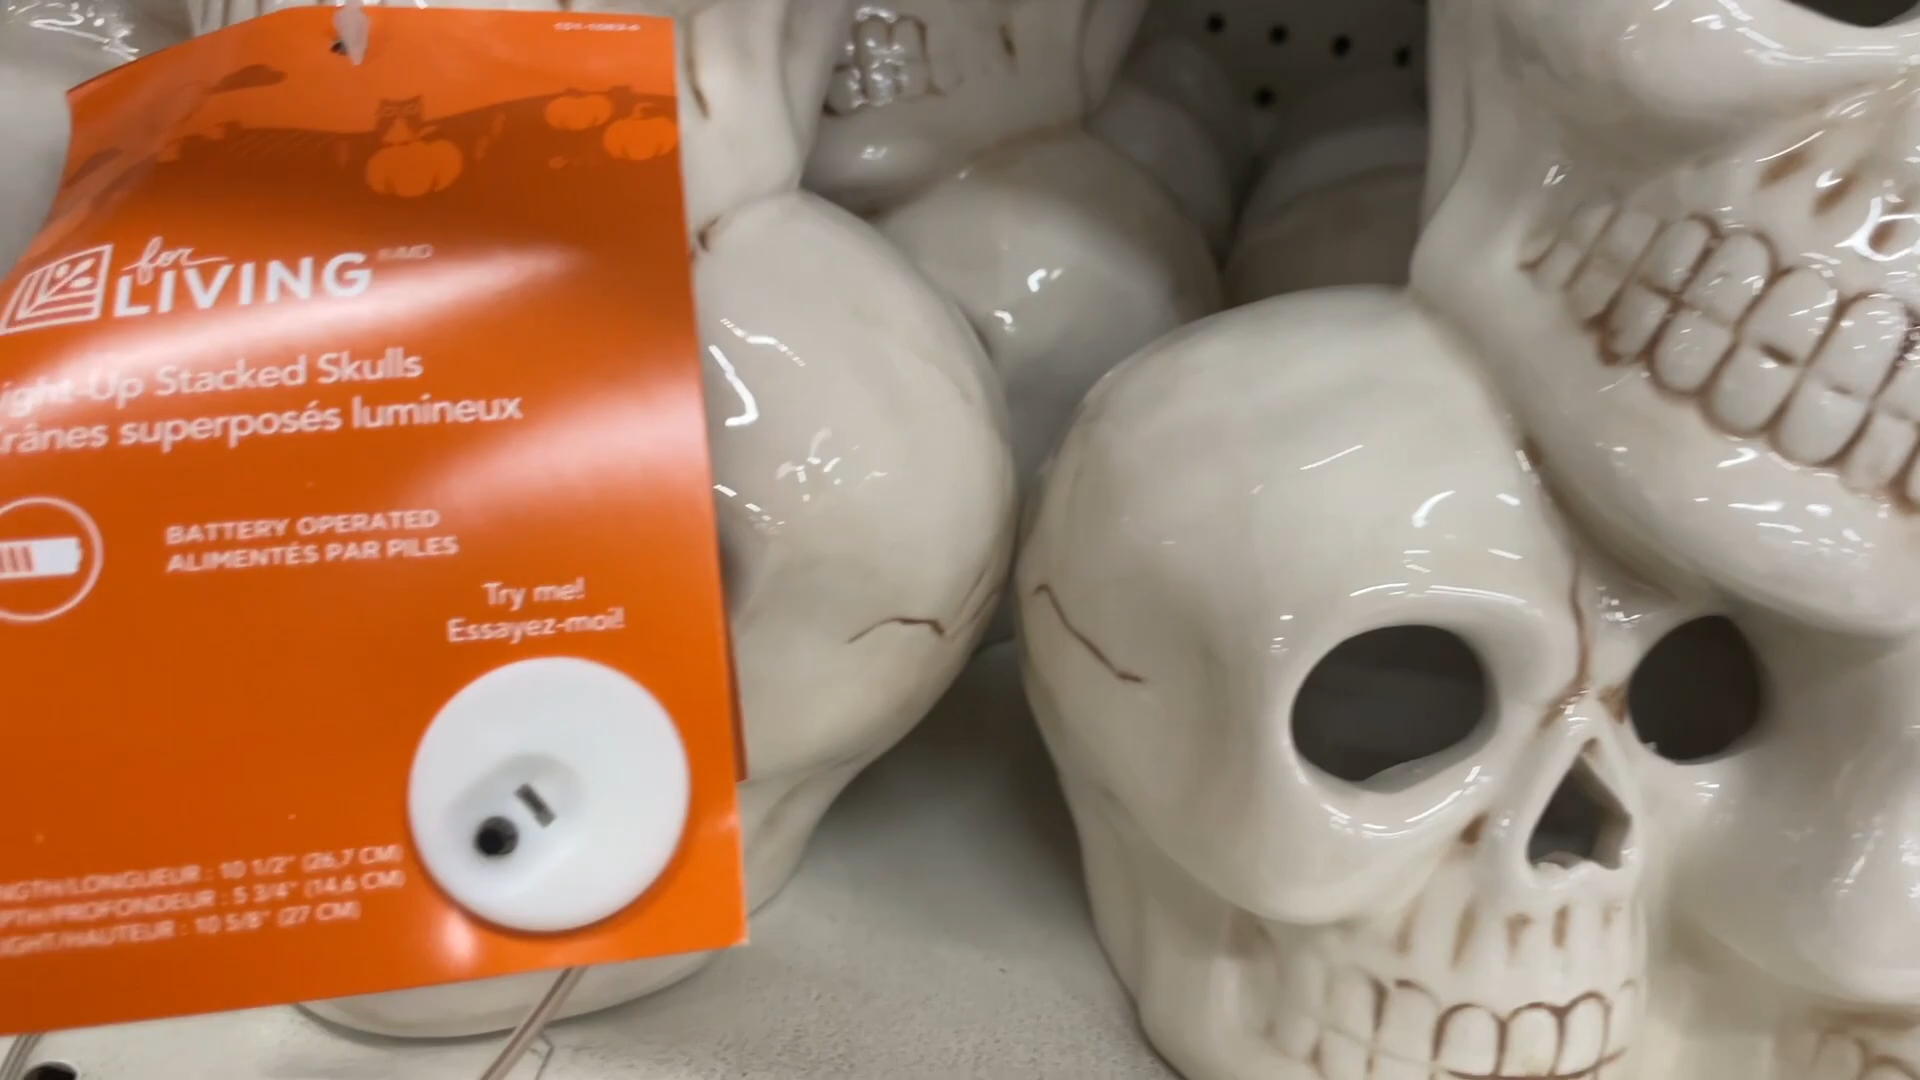 for
LIVING
ight-Up Stacked Skulls
rânes superposés lumineux
BATTERY OPERATED
ALIMENTÉS PAR PILES
Try me!
Essayez-moi!
NGTH/LONGUEUR : 10 1/2" (26,7 CM)
PTH/PROFONDEUR : 5 3/4" (14,6 CM)
IGHT/HAUTEUR : 10 5/8" (27 CM)